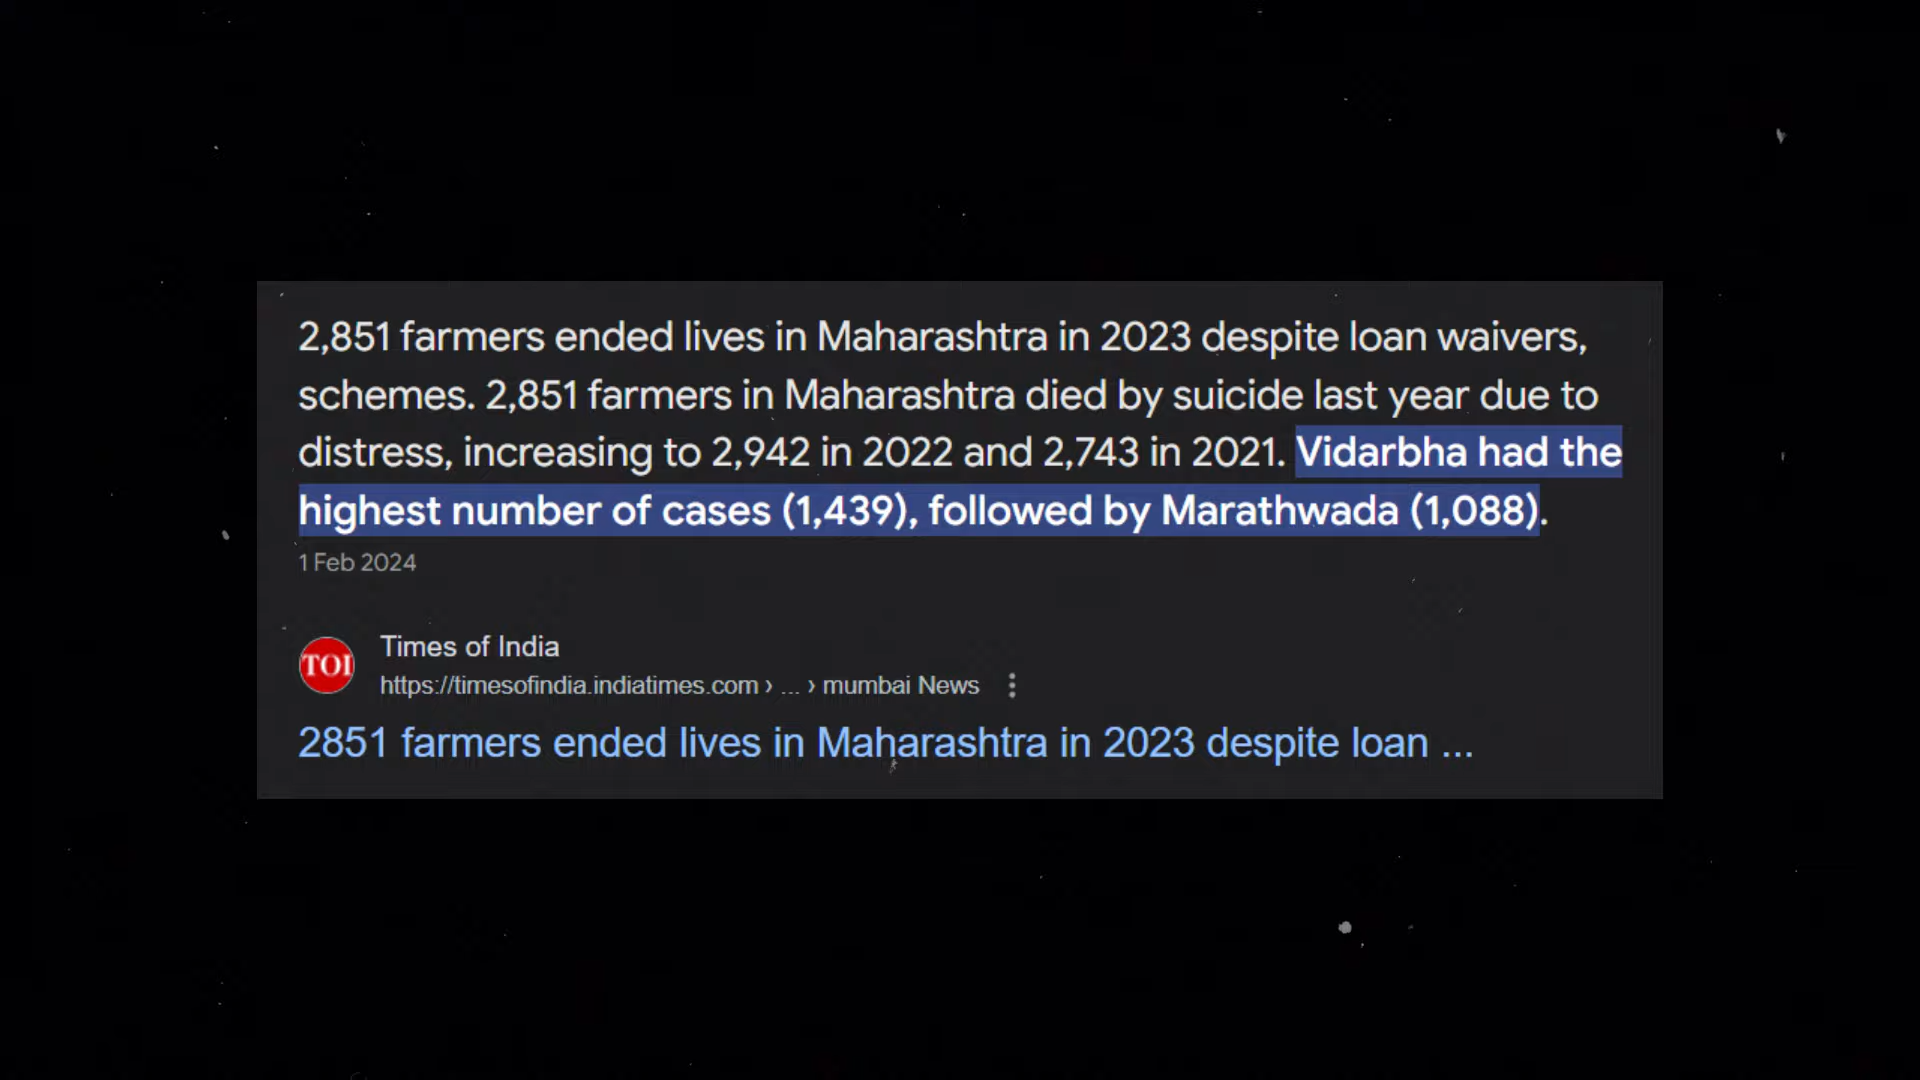 2,851 farmers ended lives in Maharashtra in 2023 despite loan waivers,
schemes. 2,851 farmers in Maharashtra died by suicide last year due to
distress, increasing to 2,942 in 2022 and 2,743 in 2021. Vidarbha had the
highest number of cases (1,439), followed by Marathwada (1,088).
1 Feb 2024
TOI
Times of India
https://timesofindia.indiatimes.com › ... › mumbai News
2851 farmers ended lives in Maharashtra in 2023 despite loan ...